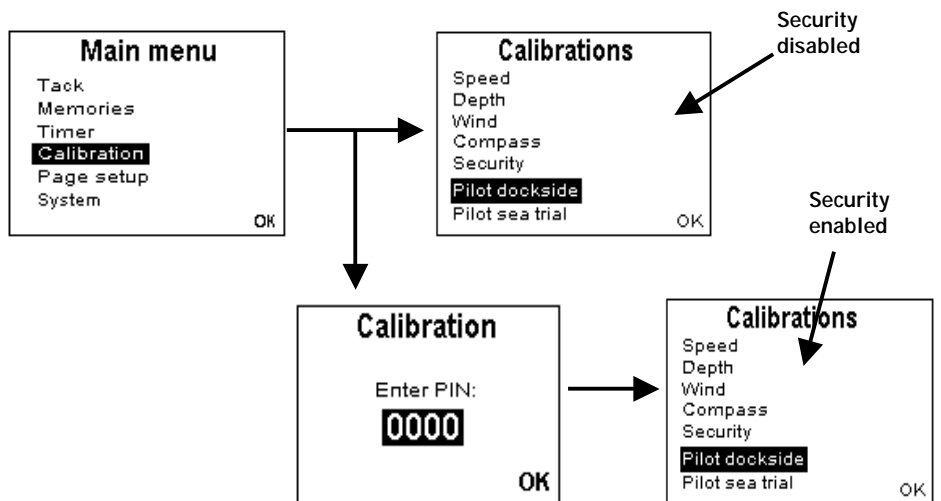 Main menu
Tack
Memories
Timer
Calibration
Page setup
System
OK
Calibrations
Speed
Depth
Wind
Compass
Security
Pilot dockside
Pilot sea trial
OK
Security
disabled
Calibration
Enter PIN:
0000
OK
Security
enabled
Calibrations
Speed
Depth
Wind
Compass
Security
Pilot dockside
Pilot sea trial
OK